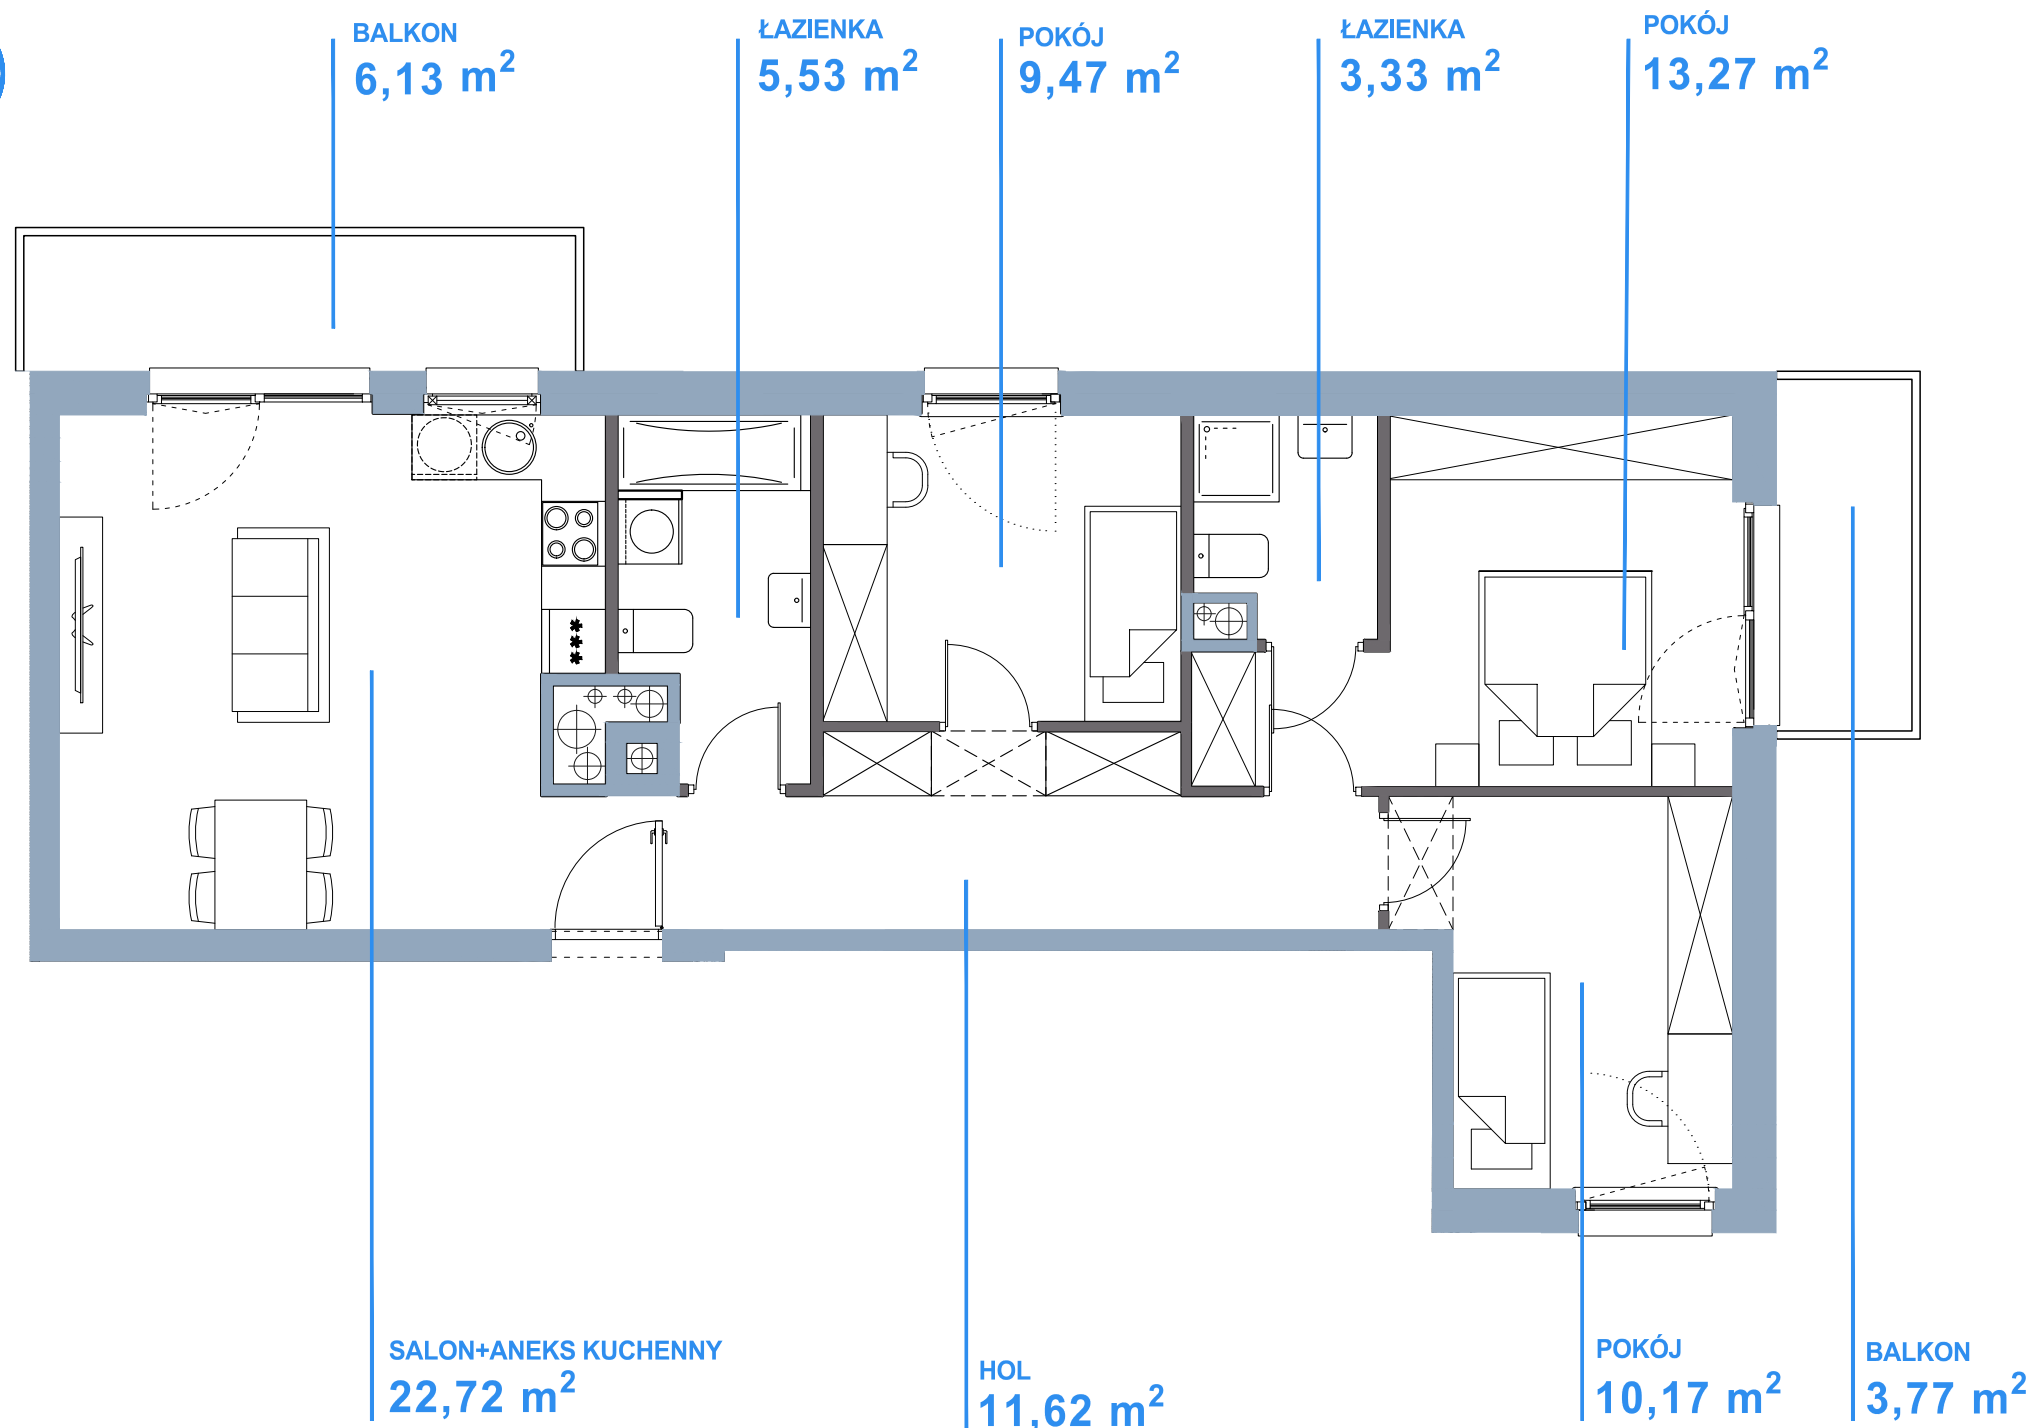 BALKON
6,13 m²
ŁAZIENKA
5,53 m²
POKÓJ
9,47 m²
ŁAZIENKA
3,33 m²
POKÓJ
13,27 m²
SALON+ANEKS KUCHENNY
22,72 m²
HOL
11,62 m²
POKÓJ
10,17 m²
BALKON
3,77 m²